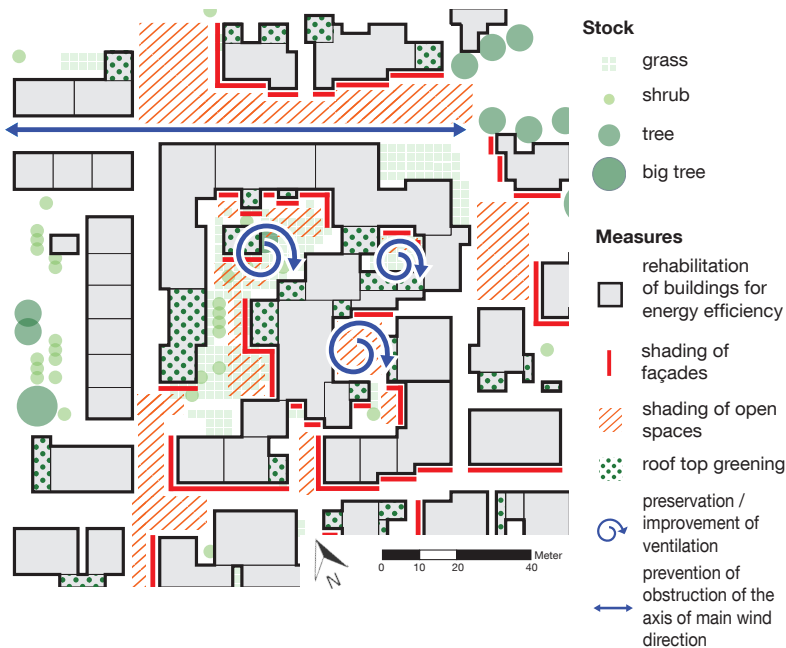 Stock
grass
shrub
tree
big tree
Measures
rehabilitation
of buildings for
energy efficiency
shading of
façades
shading of open
spaces
roof top greening
preservation /
improvement of
ventilation
prevention of
obstruction of the
axis of main wind
direction
N
Meter
0 10 20 40